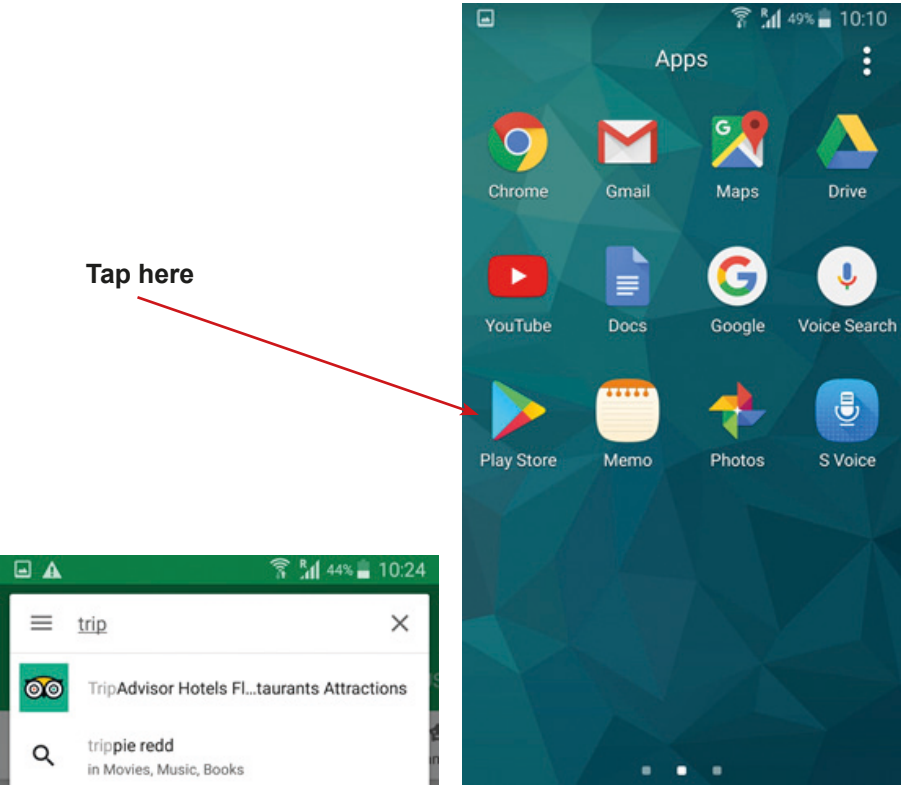 R 49% 10:10
Apps
G
Chrome Gmail Maps Drive
Tap here
G
YouTube Docs Google Voice Search
Play Store Memo Photos S Voice
R 44% 10:24
trip
TripAdvisor Hotels Fl...taurants Attractions
trippie redd
in Movies, Music, Books